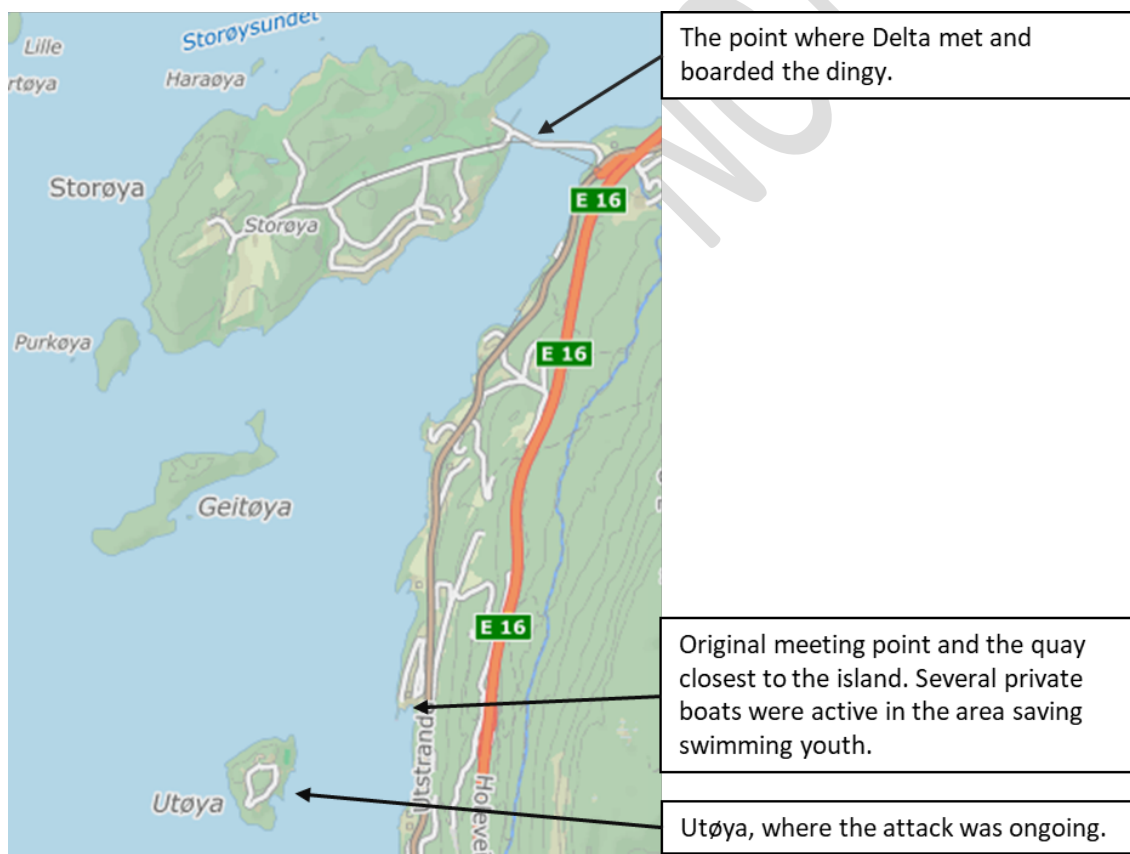 Storøysundet
Lille
rtøya
Haraøya
The point where Delta met and
boarded the dingy.
Storøya
Storøya
E 16
Purkøya
E 16
Geitøya
E 16
Original meeting point and the quay
closest to the island. Several private
boats were active in the area saving
swimming youth.
Utstrand
Utøya
Utøya, where the attack was ongoing.